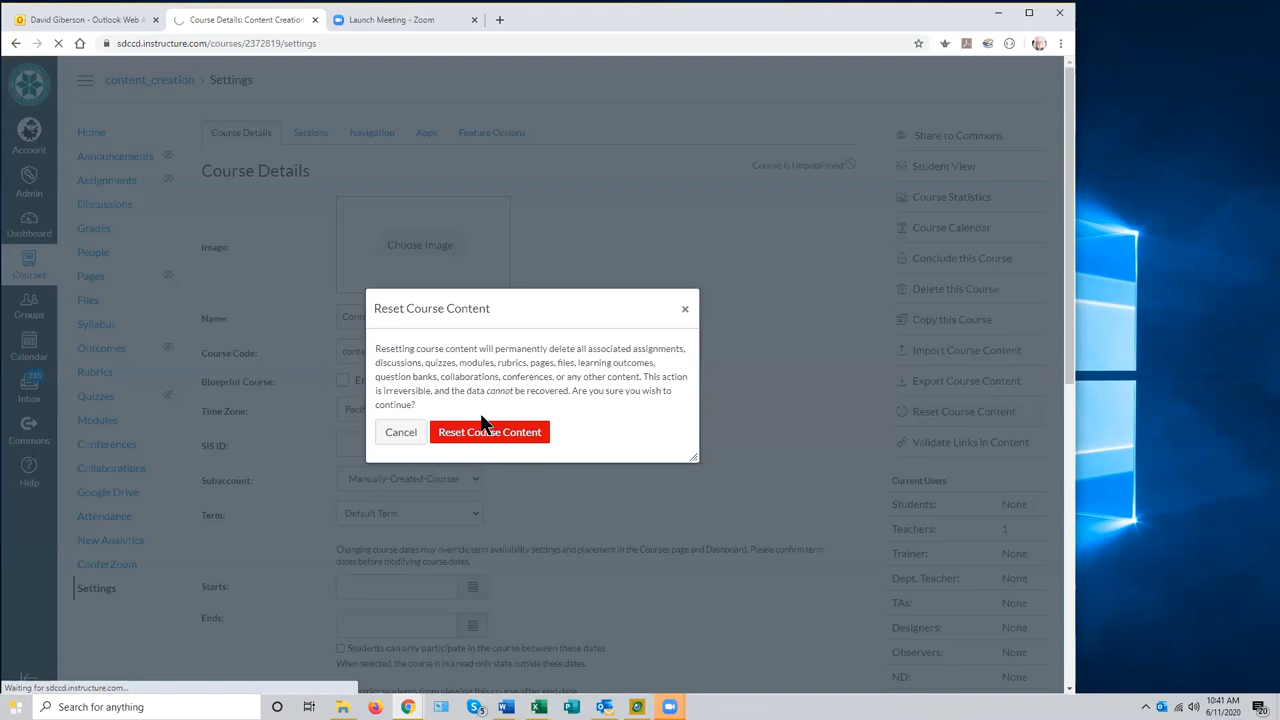 David Giberson - Outlook Web A
Course Details: Content Creation
Launch Meeting - Zoom
sdccd.instructure.com/courses/2372819/settings
content_creation › Settings
Account
Admin
Dashboard
Courses
Groups
Calendar
215
Inbox
Commons
Help
Home
Announcements
Assignments
Discussions
Grades
People
Pages
Files
Syllabus
Outcomes
Rubrics
Quizzes
Modules
Conferences
Collaborations
Google Drive
Attendance
New Analytics
ConferZoom
Settings
Course Details
Sections
Navigation
Apps
Feature Options
Course Details
Course is Unpublished
Image:
Choose Image
Name:
Course Code:
Blueprint Course:
Time Zone:
SIS ID:
Subaccount:
Manually-Created-Courses
Term:
Default Term
Changing course dates may override term availability settings and placement in the Courses page and Dashboard. Please confirm term
dates before modifying course dates
Starts:
Ends:
Students can only participate in the course between these dates
When selected, the course is in a read-only state outside these dates.
students from viewing this course after end date
Reset Course Content
Resetting course content will permanently delete all associated assignments,
discussions, quizzes, modules, rubrics, pages, files, learning outcomes,
question banks, collaborations, conferences, or any other content. This action
is irreversible, and the data cannot be recovered. Are you sure you wish to
continue?
Cancel
Reset Course Content
Share to Commons
Student View
Course Statistics
Course Calendar
Conclude this Course
Delete this Course
Copy this Course
Import Course Content
Export Course Content
Reset Course Content
Validate Links in Content
Current Users
Students: None
Teachers: 1
Trainer: None
Dept, Teacher: None
TAs: None
Designers: None
Observers: None
ND: None
Waiting for sdccd.instructure.com...
Search for anything
5
10:41 AM
6/11/2020
20